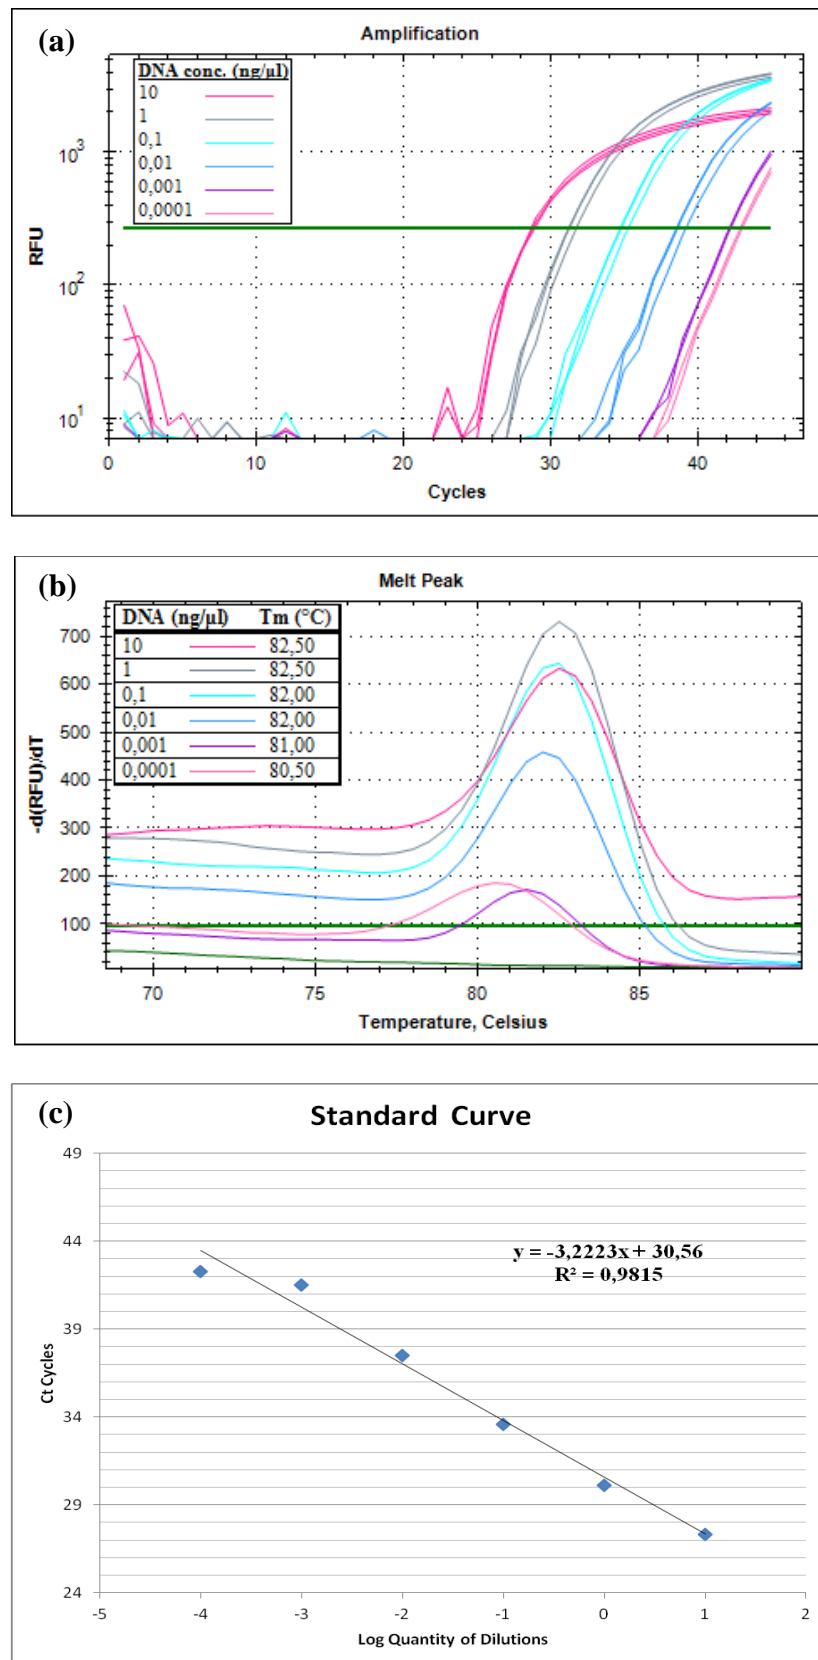 (a)
Amplification
DNA conc. (ng/µl)
10
1
0,1
0,01
0,001
0,0001
10³
10²
10¹
RFU
0 10 20 30 40
Cycles
(b)
Melt Peak
DNA (ng/µl) Tm (°C)
10 82,50
1 82,50
0,1 82,00
0,01 82,00
0,001 81,00
0,0001 80,50
700
600
500
400
300
200
100
-d(RFU)/dT
70 75 80 85
Temperature, Celsius
(c)
Standard Curve
y = -3,2223x + 30,56
R² = 0,9815
49
44
39
34
29
24
Ct Cycles
-5 -4 -3 -2 -1 0 1 2
Log Quantity of Dilutions